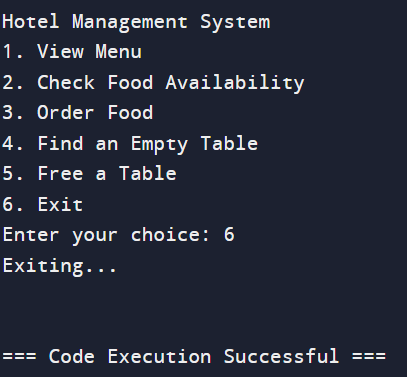 Hotel Management System
1. View Menu
2. Check Food Availability
3. Order Food
4. Find an Empty Table
5. Free a Table
6. Exit
Enter your choice: 6
Exiting...
=== Code Execution Successful ===